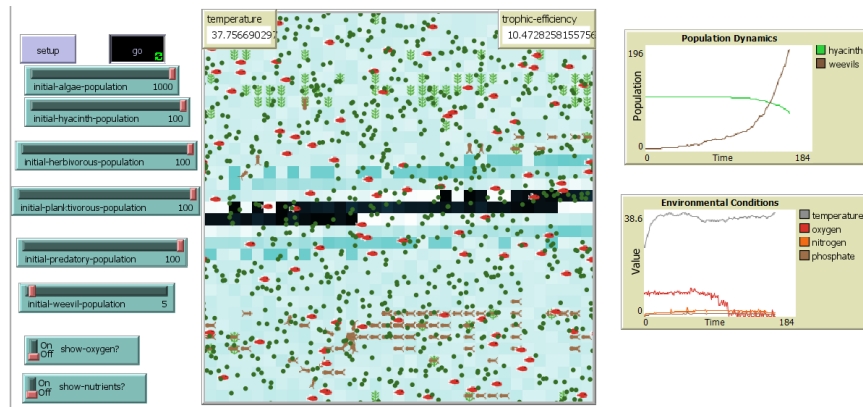 setup
go
initial-algae-population 1000
initial-hyacinth-population 100
initial-herbivorous-population 100
initial-planktivorous-population 100
initial-predatory-population 100
initial-weevil-population 5
On
Off
show-oxygen?
On
Off
show-nutrients?
temperature
37.756690297
trophic-efficiency
10.4728258155756
Population Dynamics
196
Population
0
0
Time
184
hyacinth
weevils
Environmental Conditions
38.6
Value
0
0
Time
184
temperature
oxygen
nitrogen
phosphate